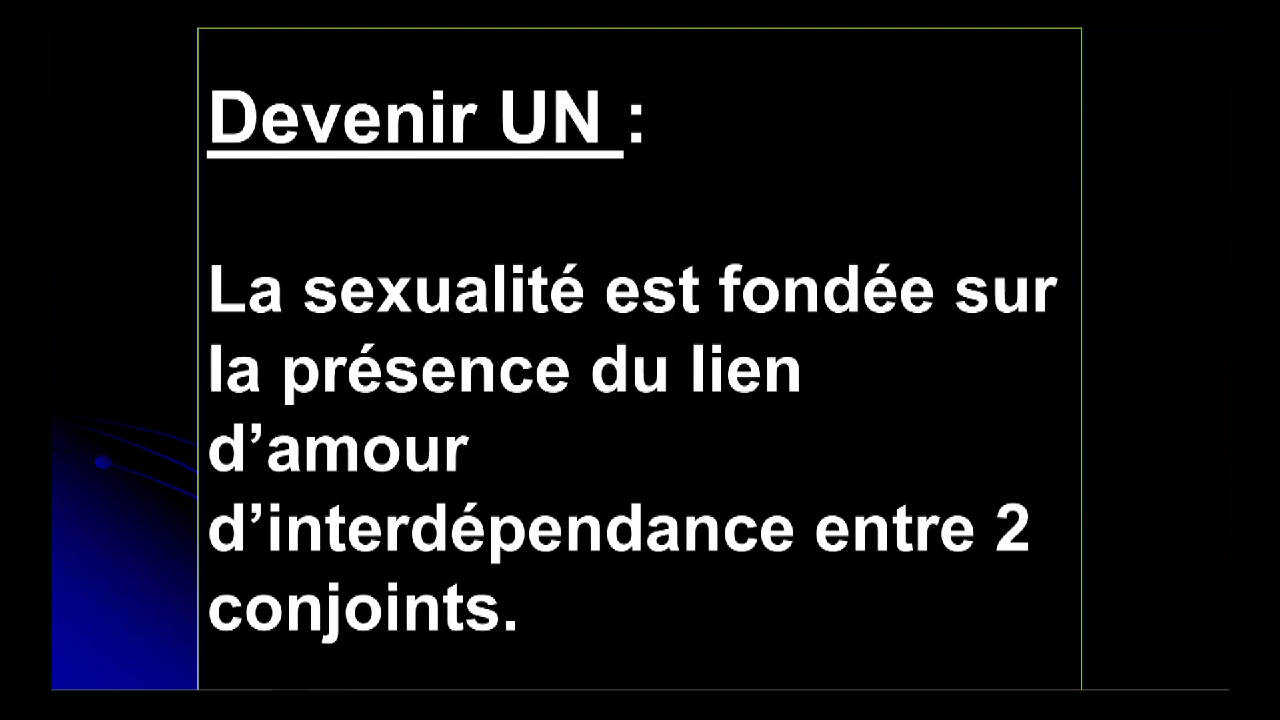 Devenir UN :
La sexualité est fondée sur
la présence du lien
d’amour
d’interdépendance entre 2
conjoints.